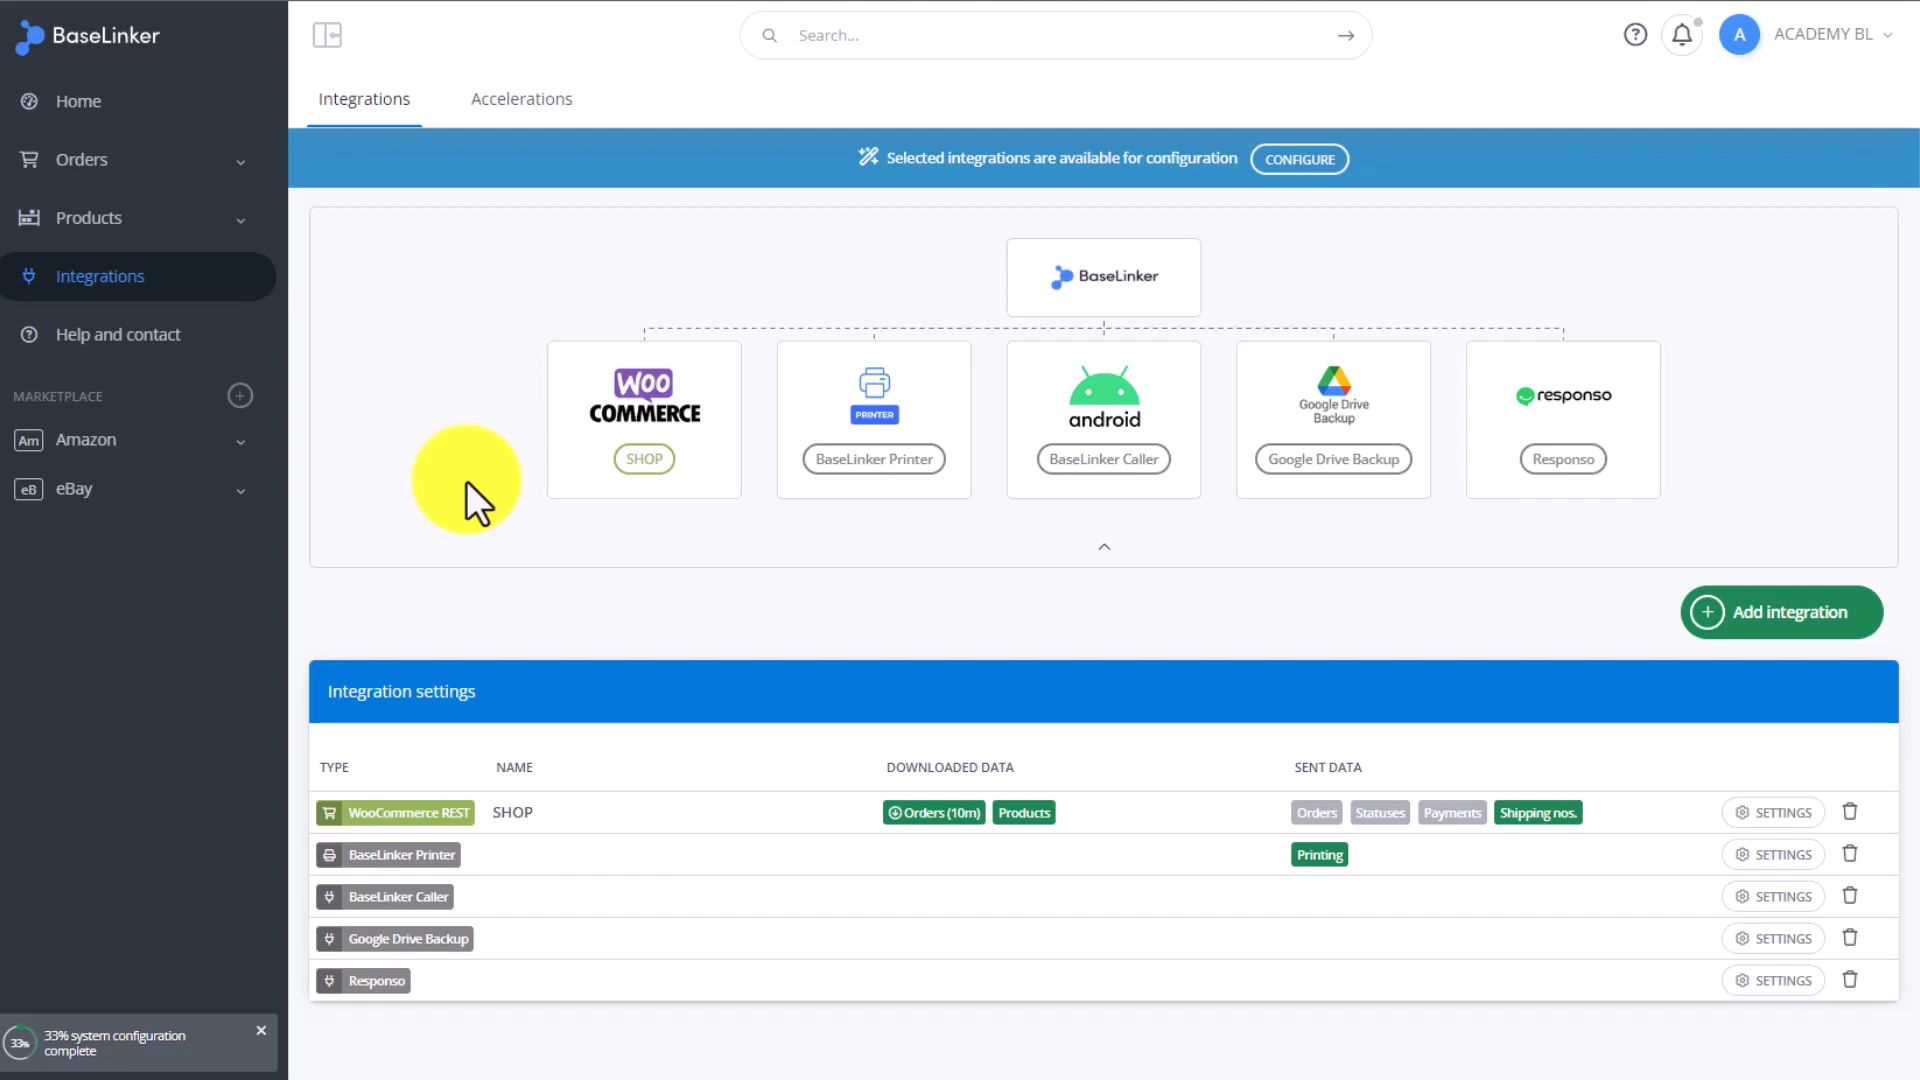 BaseLinker
Search...
A
ACADEMY BL
Home
Orders
Products
Integrations
Help and contact
MARKETPLACE
Am
Amazon
eB
eBay
33%
33% system configuration
complete
Integrations
Accelerations
Selected integrations are available for configuration
CONFIGURE
BaseLinker
WOO
COMMERCE
SHOP
PRINTER
BaseLinker Printer
android
BaseLinker Caller
Google Drive
Backup
Google Drive Backup
responso
Responso
Add integration
Integration settings
TYPE NAME DOWNLOADED DATA SENT DATA
WooCommerce REST SHOP Orders (10m) Products Orders Statuses Payments Shipping nos. SETTINGS
BaseLinker Printer Printing SETTINGS
BaseLinker Caller SETTINGS
Google Drive Backup SETTINGS
Responso SETTINGS